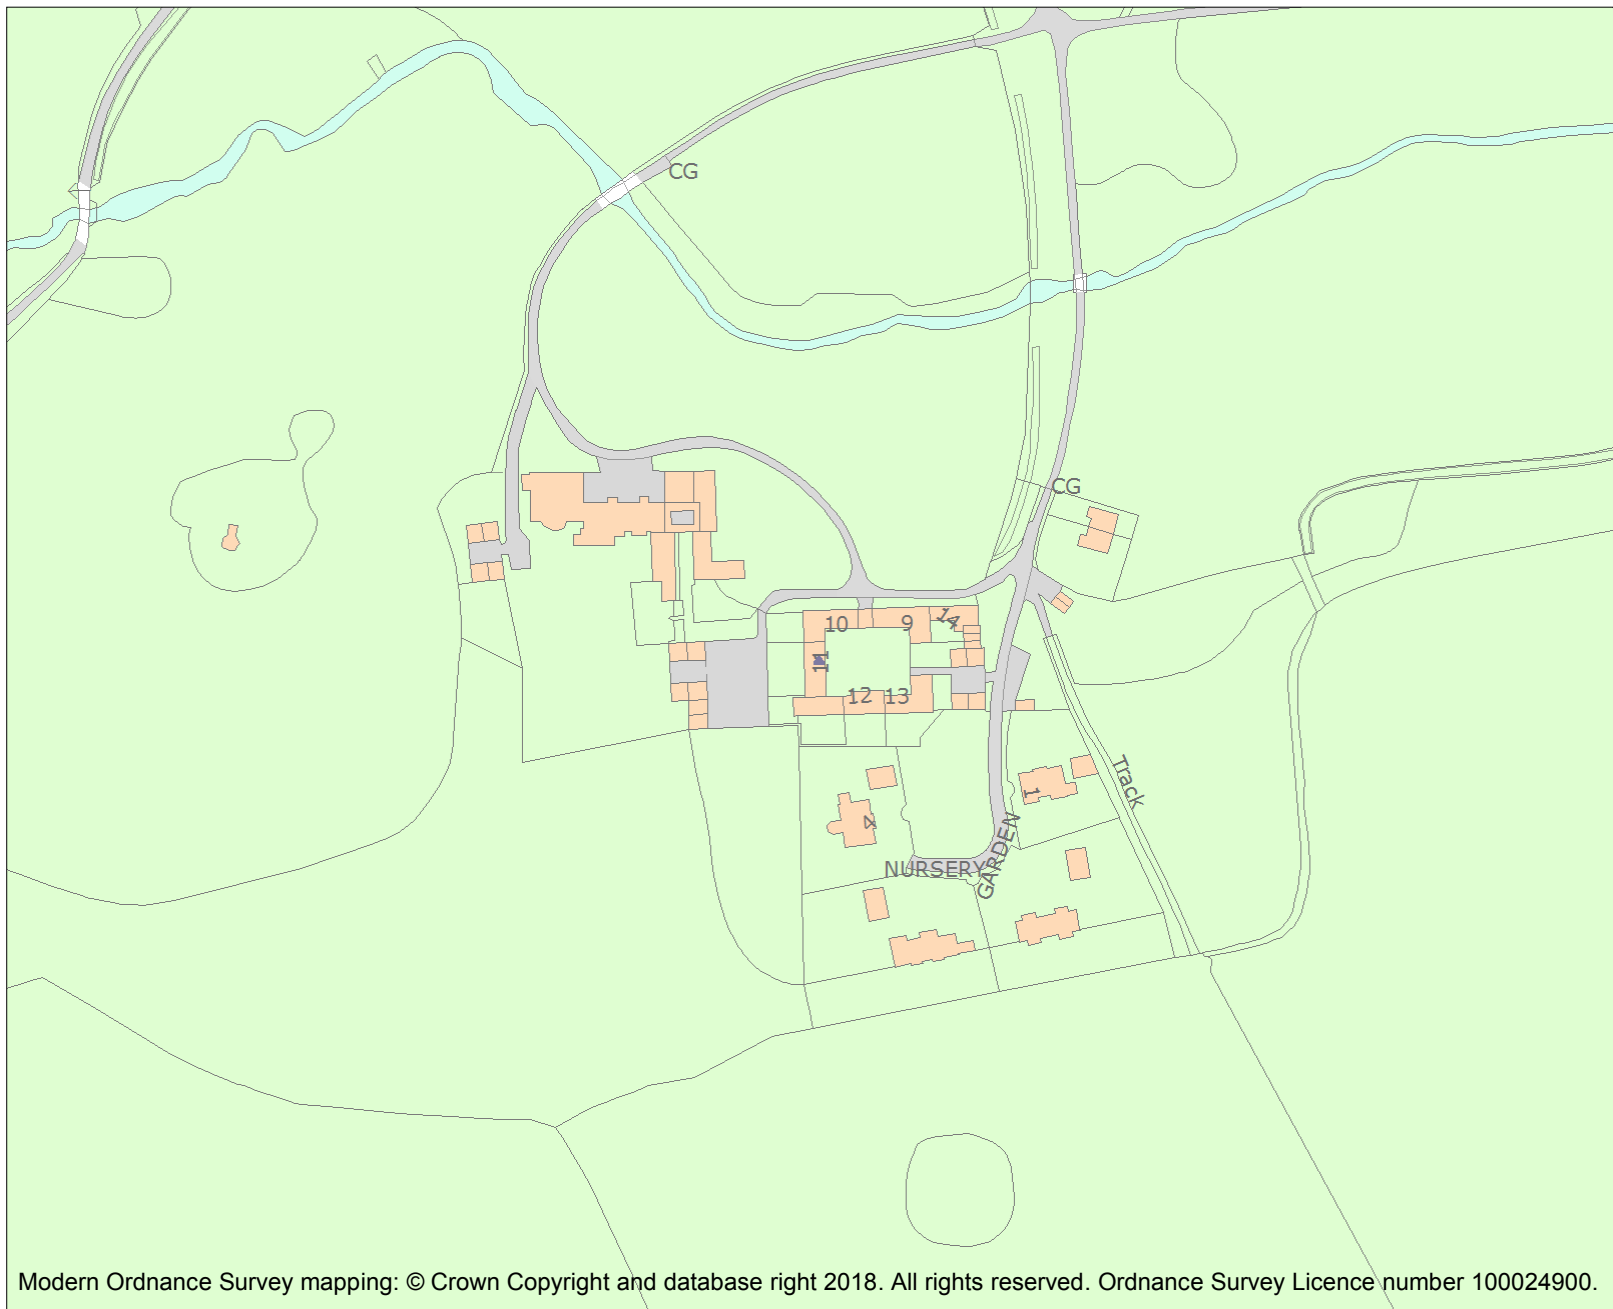 CG
CG
10
9
14
11
12
13
Track
1
4
NURSERY
GARDEN
Modern Ordnance Survey mapping: © Crown Copyright and database right 2018. All rights reserved. Ordnance Survey Licence number 100024900.